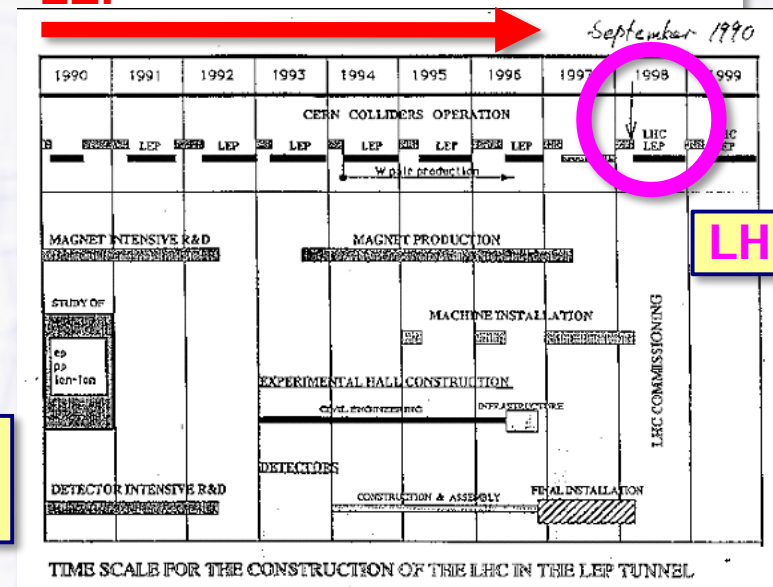 September 1990
1990 1991 1992 1993 1994 1995 1996 1997 1998 1999
CERN COLLIDERS OPERATION
LEP LEP LEP LEP LEP LEP LHC
LEP LEP
W pair production
MAGNET INTENSIVE R&D MAGNET PRODUCTION
LH
STUDY OF
MACHINE INSTALLATION
ep
pp
ion-ion
EXPERIMENTAL HALL CONSTRUCTION
CIVIL ENGINEERING INFRASTRUCTURE
LHC COMMISSIONING
DETECTORS
DETECTOR INTENSIVE R&D CONSTRUCTION & ASSEMBLY FINAL INSTALLATION
TIME SCALE FOR THE CONSTRUCTION OF THE LHC IN THE LEP TUNNEL